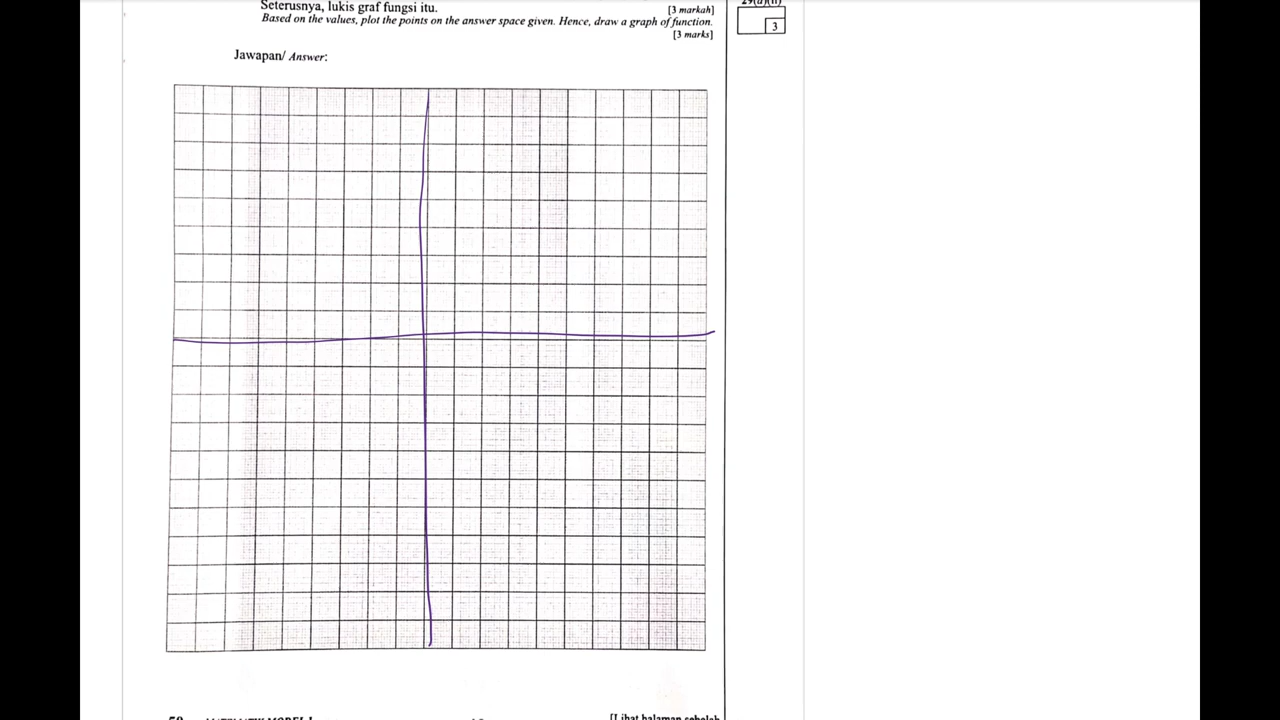 Seterusnya, lukis graf fungsi itu.
[3 markah]
Based on the values, plot the points on the answer space given. Hence, draw a graph of function.
[3 marks]
3
Jawapan/ Answer:
50
[Lihat halaman sebelah